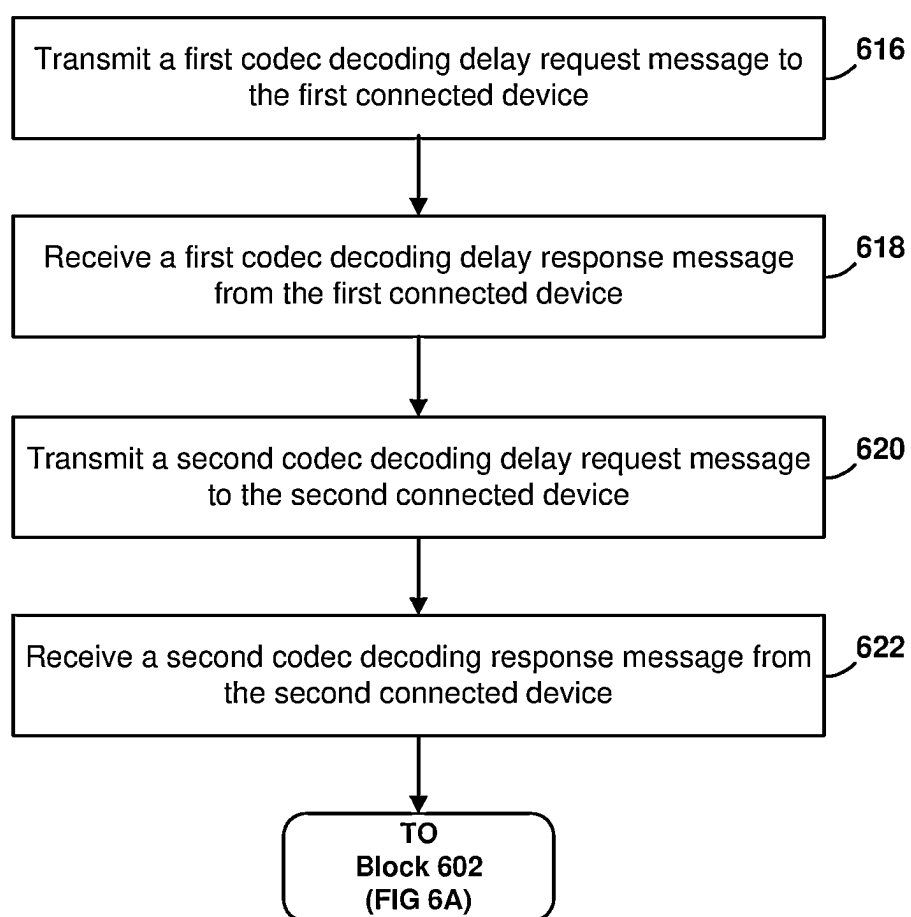 Transmit a first codec decoding delay request message to
the first connected device
616
Receive a first codec decoding delay response message
from the first connected device
618
Transmit a second codec decoding delay request message
to the second connected device
620
Receive a second codec decoding response message from
the second connected device
622
TO
Block 602
(FIG 6A)